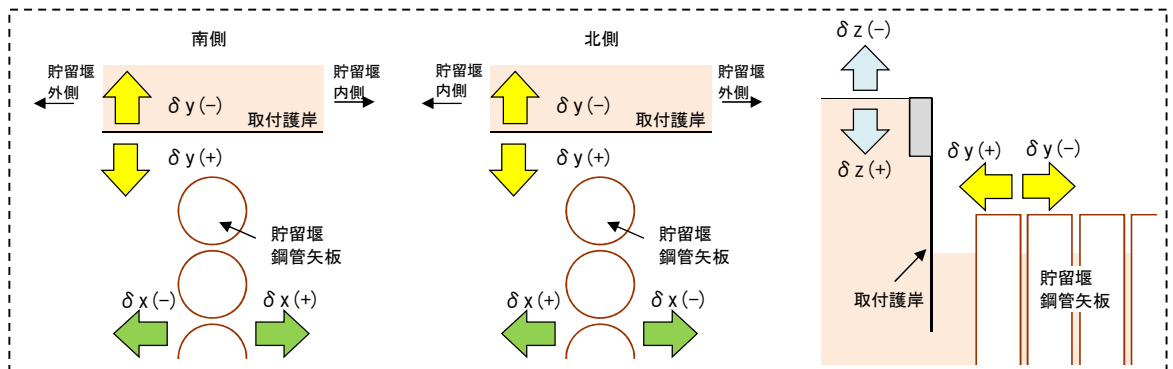 南側
貯留堰
外側
貯留堰
内側
δy(−)
取付護岸
δy(+)
貯留堰
鋼管矢板
δx(−)
δx(+)
北側
貯留堰
内側
貯留堰
外側
δy(−)
取付護岸
δy(+)
貯留堰
鋼管矢板
δx(+)
δx(−)
δz(−)
取付護岸
δz(+)
δy(+)
δy(−)
貯留堰
鋼管矢板